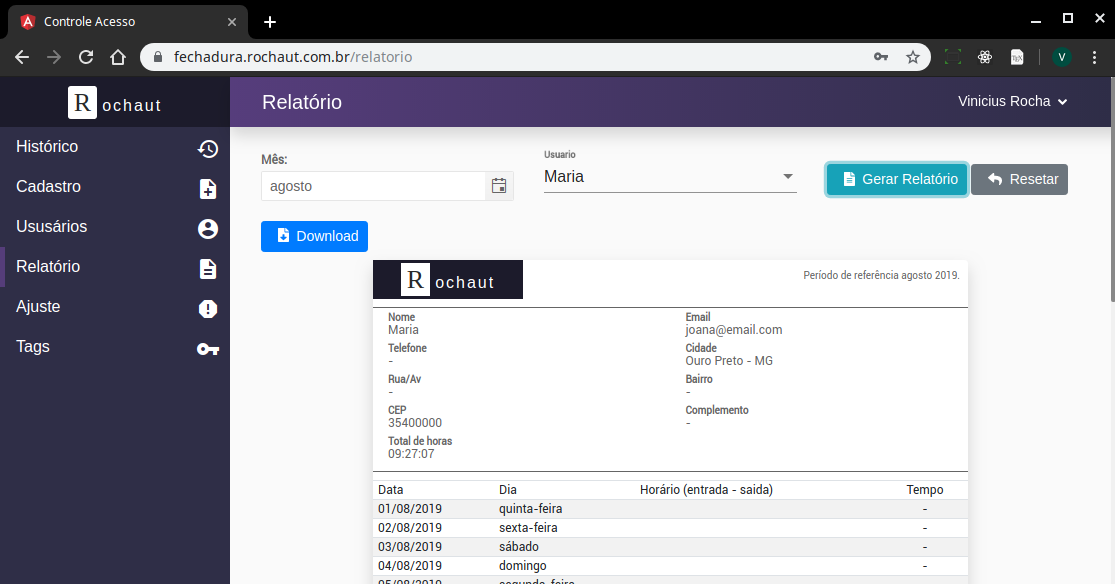 Controle Acesso
fechadura.rochaut.com.br/relatorio
V
Rochaut
Relatório
Vinicius Rocha
Histórico
Cadastro
Ususários
Relatório
Ajuste
Tags
Mês:
agosto
Usuario
Maria
Gerar Relatório
Resetar
Download
Rochaut
Período de referência agosto 2019.
Nome
Maria
Email
joana@email.com
Telefone
-
Cidade
Ouro Preto - MG
Rua/Av
-
Bairro
-
CEP
35400000
Complemento
-
Total de horas
09:27:07
Data Dia Horário (entrada - saida) Tempo
01/08/2019 quinta-feira -
02/08/2019 sexta-feira -
03/08/2019 sábado -
04/08/2019 domingo -
05/08/2019 segunda-feira